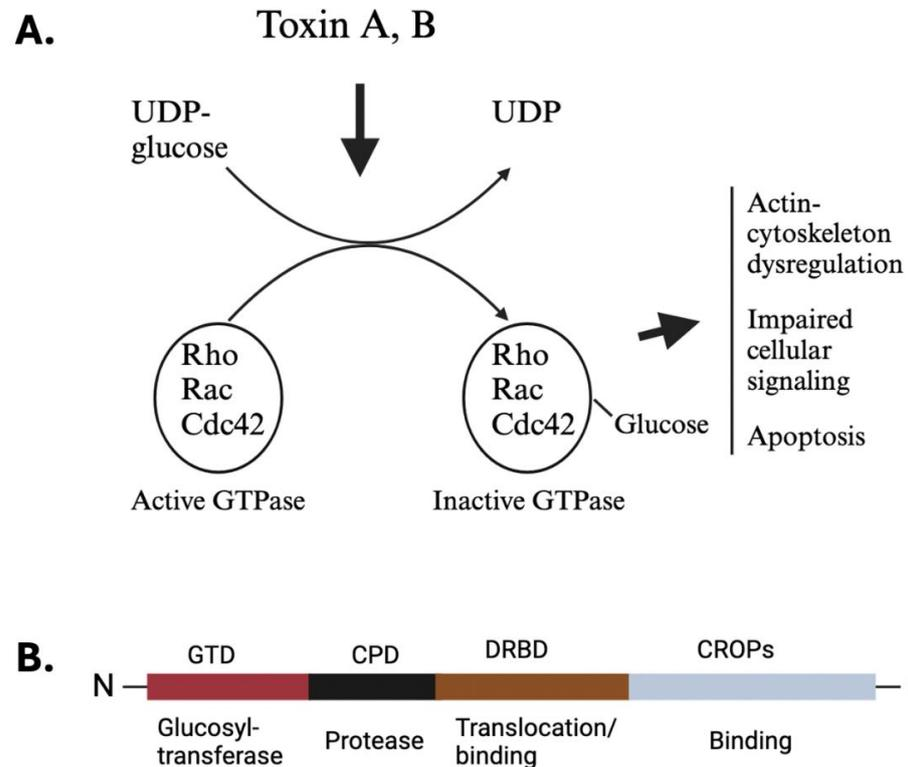 A.
Toxin A, B
UDP-
glucose
UDP
Rho
Rac
Cdc42
Active GTPase
Rho
Rac
Cdc42
Glucose
Inactive GTPase
Actin-
cytoskeleton
dysregulation
Impaired
cellular
signaling
Apoptosis
B.
GTD
CPD
DRBD
CROPs
N
Glucosyl-
transferase
Protease
Translocation/
binding
Binding